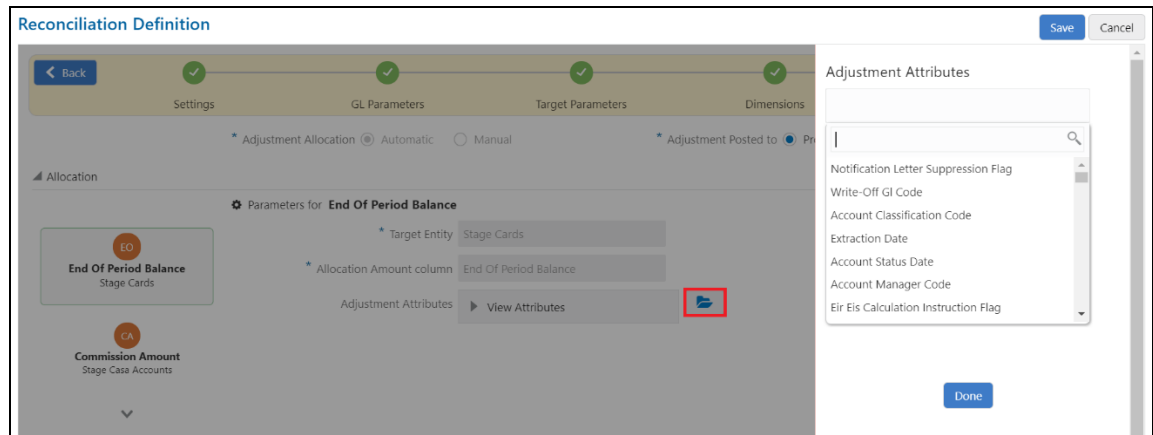 Reconciliation Definition
Save
Cancel
Back
Settings
GL Parameters
Target Parameters
Dimensions
* Adjustment Allocation
Automatic
Manual
* Adjustment Posted to
Allocation
Parameters for End Of Period Balance
EO
End Of Period Balance
Stage Cards
* Target Entity
Stage Cards
* Allocation Amount column
End Of Period Balance
Adjustment Attributes
View Attributes
CA
Commission Amount
Stage Casa Accounts
Adjustment Attributes
Notification Letter Suppression Flag
Write-Off Gl Code
Account Classification Code
Extraction Date
Account Status Date
Account Manager Code
Eir Eis Calculation Instruction Flag
Done